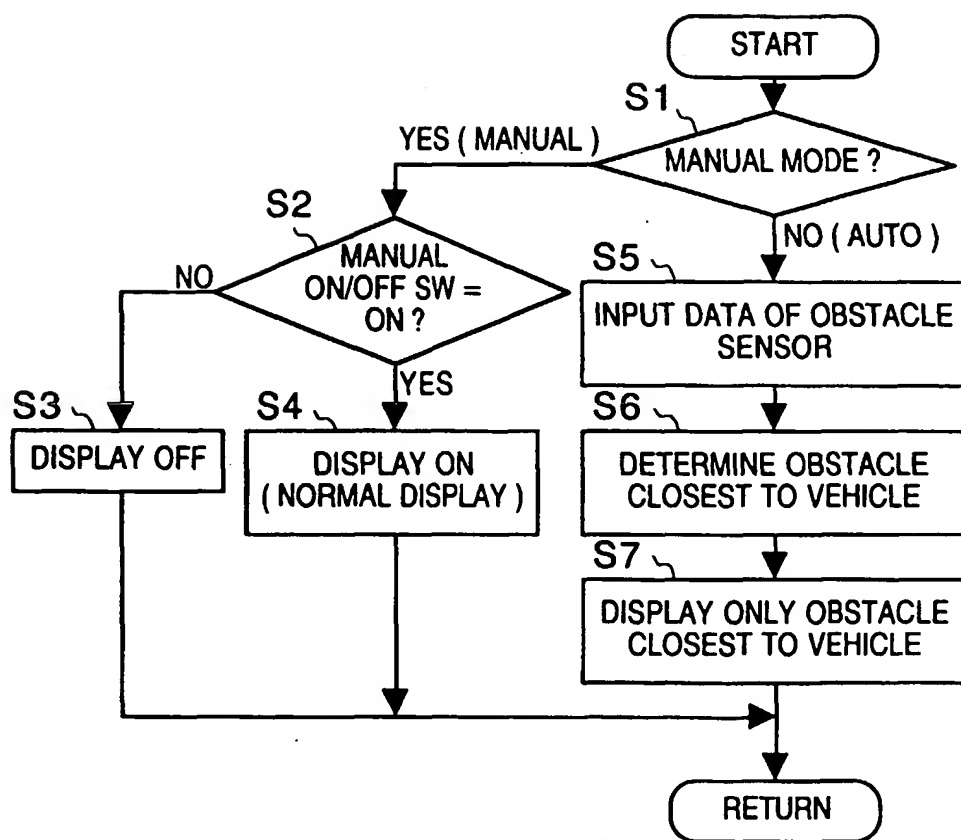 START
S1
YES ( MANUAL )
MANUAL MODE ?
S2
NO ( AUTO )
MANUAL
ON/OFF SW =
ON ?
NO
S5
INPUT DATA OF OBSTACLE
SENSOR
YES
S3
DISPLAY OFF
S4
DISPLAY ON
( NORMAL DISPLAY )
S6
DETERMINE OBSTACLE
CLOSEST TO VEHICLE
S7
DISPLAY ONLY OBSTACLE
CLOSEST TO VEHICLE
RETURN